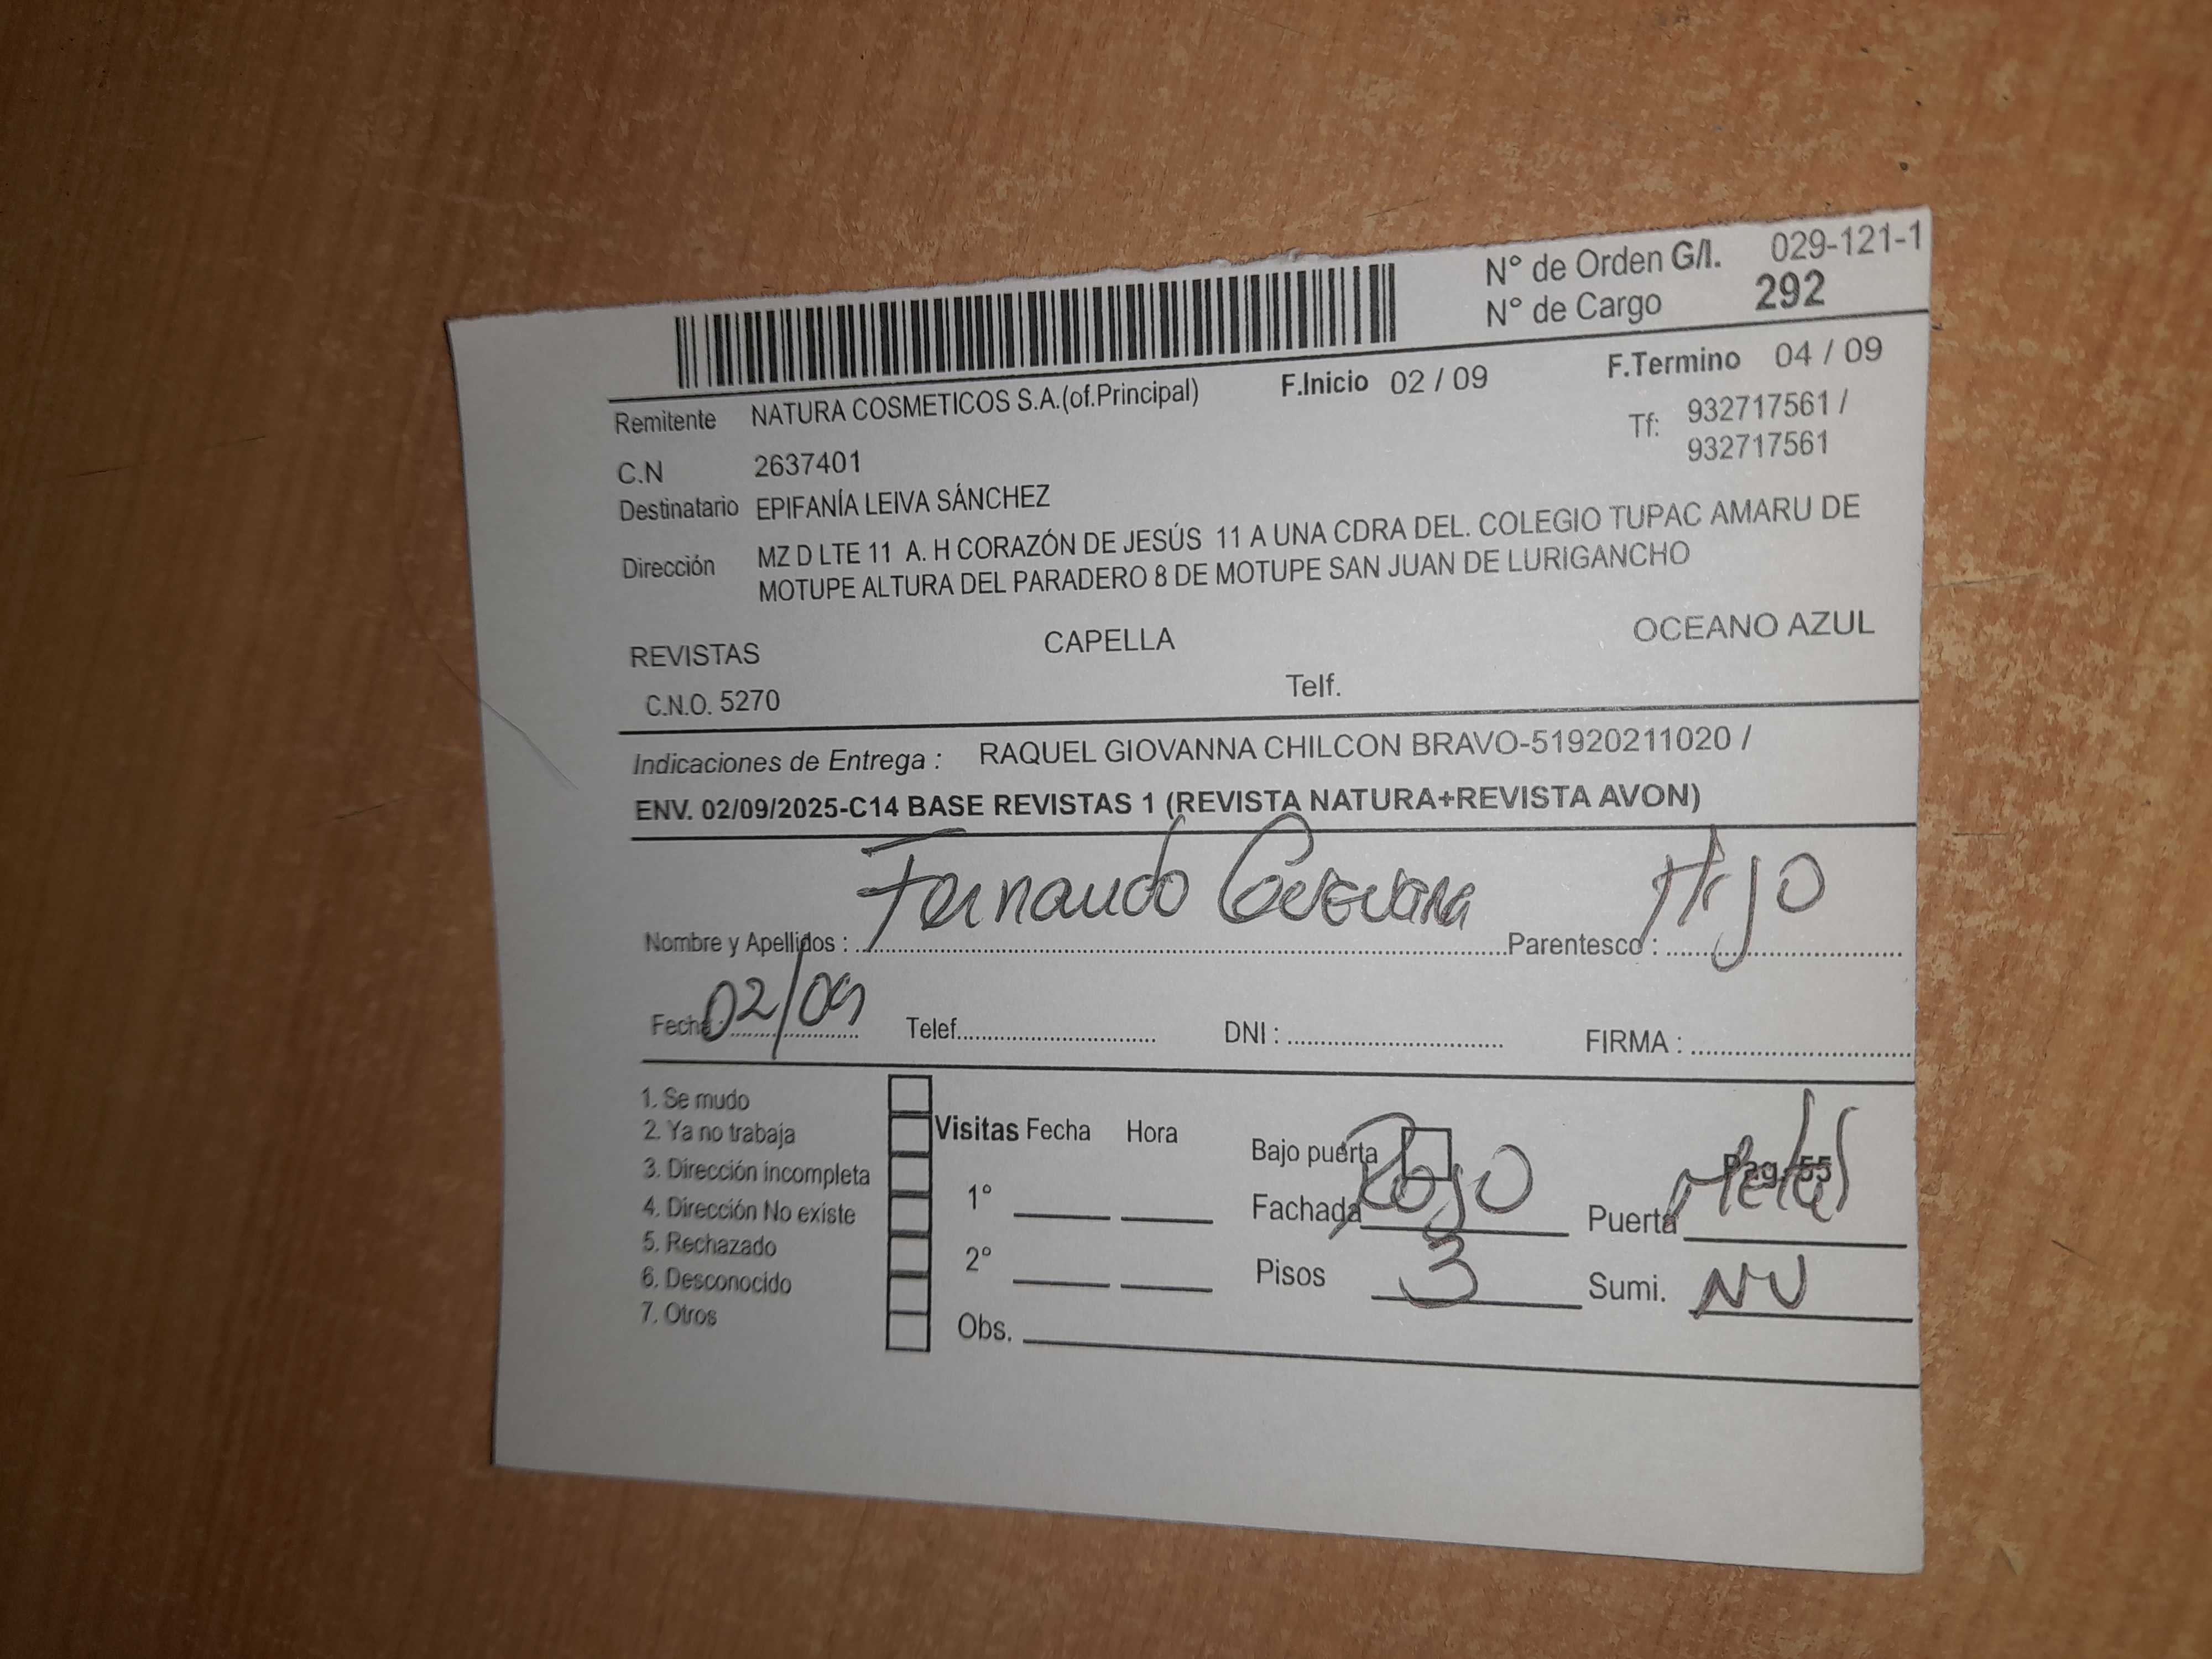 N° de Orden G/I. 029-121-1
N° de Cargo 292
F.Inicio 02 / 09 F.Termino 04 / 09
Remitente NATURA COSMETICOS S.A.(of.Principal)
Tf: 932717561 /
932717561
C.N 2637401
Destinatario EPIFANÍA LEIVA SÁNCHEZ
Dirección MZ D LTE 11 A. H CORAZÓN DE JESÚS 11 A UNA CDRA DEL. COLEGIO TUPAC AMARU DE
MOTUPE ALTURA DEL PARADERO 8 DE MOTUPE SAN JUAN DE LURIGANCHO
REVISTAS CAPELLA OCEANO AZUL
C.N.O. 5270 Telf.
Indicaciones de Entrega : RAQUEL GIOVANNA CHILCON BRAVO-51920211020 /
ENV. 02/09/2025-C14 BASE REVISTAS 1 (REVISTA NATURA+REVISTA AVON)
Nombre y Apellidos : Fernando Parentesco : Hijo
Fecha: 02/09 Telef. DNI : FIRMA :
1. Se mudo
2. Ya no trabaja
3. Dirección incompleta
4. Dirección No existe
5. Rechazado
6. Desconocido
7. Otros
Visitas Fecha Hora
1°
2°
Obs.
Bajo puerta
Pag. 55
Fachada Rojo Puerta Metal
Pisos 3 Sumi. NV